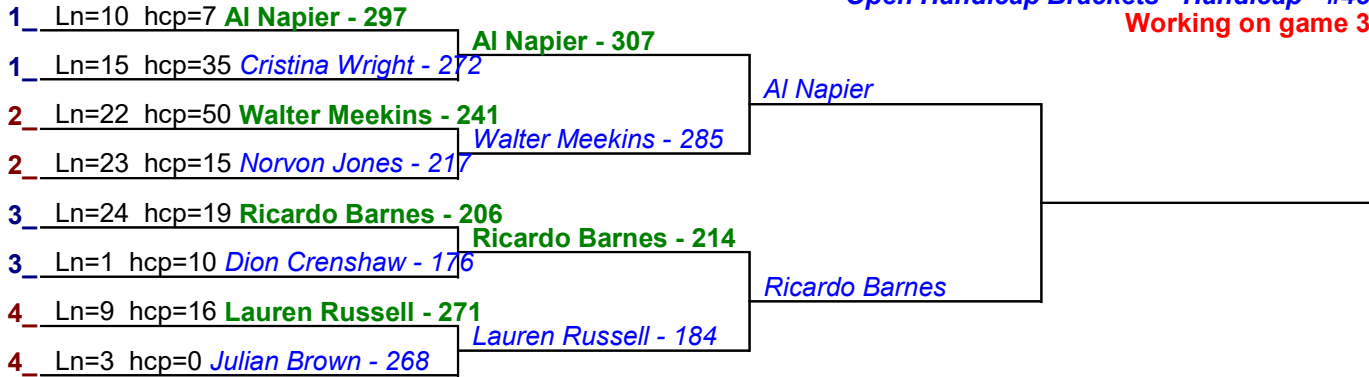 Open Handicap Brackets - Handicap - #46
Working on game 3
1_ Ln=10 hcp=7 Al Napier - 297
Al Napier - 307
1_ Ln=15 hcp=35 Cristina Wright - 272
Al Napier
2_ Ln=22 hcp=50 Walter Meekins - 241
Walter Meekins - 285
2_ Ln=23 hcp=15 Norvon Jones - 217
3_ Ln=24 hcp=19 Ricardo Barnes - 206
Ricardo Barnes - 214
3_ Ln=1 hcp=10 Dion Crenshaw - 176
Ricardo Barnes
4_ Ln=9 hcp=16 Lauren Russell - 271
Lauren Russell - 184
4_ Ln=3 hcp=0 Julian Brown - 268